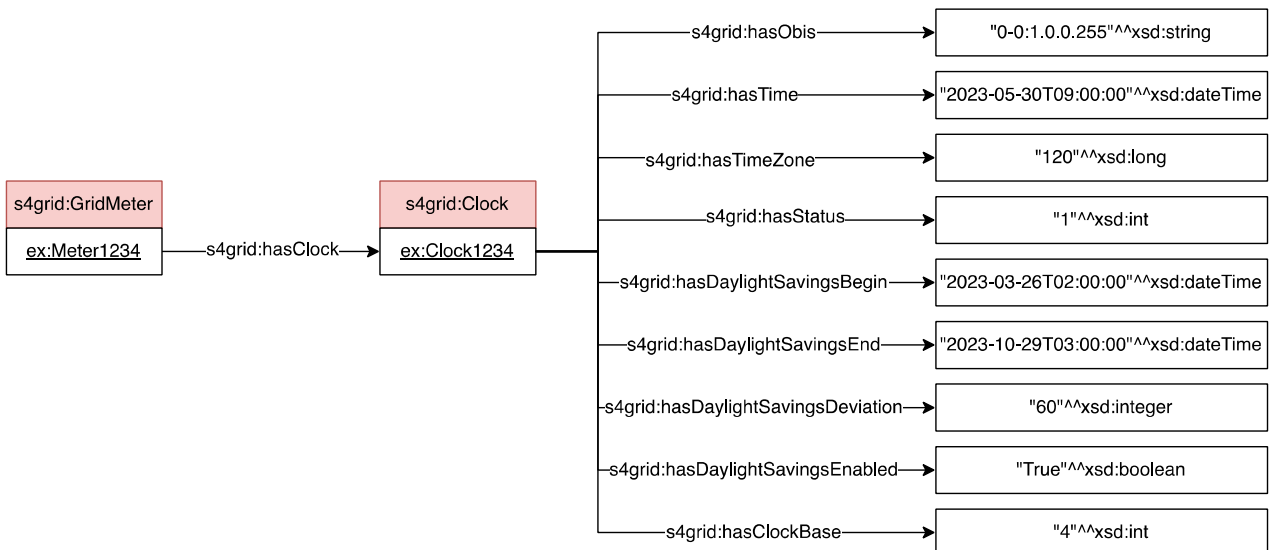 s4grid:hasObis
"0-0:1.0.0.255"^^xsd:string
s4grid:hasTime
"2023-05-30T09:00:00"^^xsd:dateTime
s4grid:hasTimeZone
"120"^^xsd:long
s4grid:GridMeter
s4grid:Clock
s4grid:hasStatus
"1"^^xsd:int
ex:Meter1234
s4grid:hasClock
ex:Clock1234
s4grid:hasDaylightSavingsBegin
"2023-03-26T02:00:00"^^xsd:dateTime
s4grid:hasDaylightSavingsEnd
"2023-10-29T03:00:00"^^xsd:dateTime
s4grid:hasDaylightSavingsDeviation
"60"^^xsd:integer
s4grid:hasDaylightSavingsEnabled
"True"^^xsd:boolean
s4grid:hasClockBase
"4"^^xsd:int